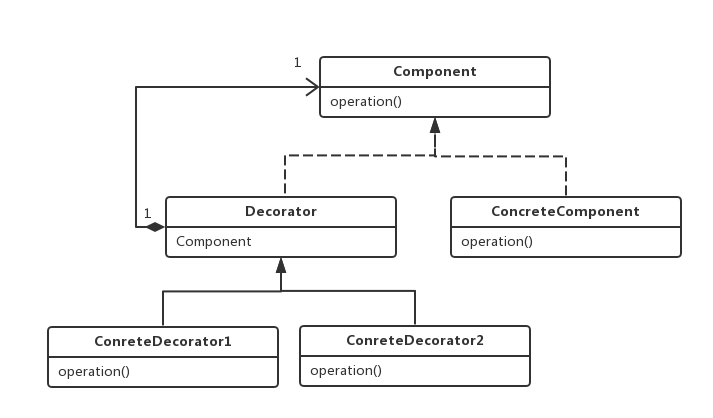 1
Component
operation()
1
Decorator
Component
ConcreteComponent
operation()
ConreteDecorator1
operation()
ConreteDecorator2
operation()